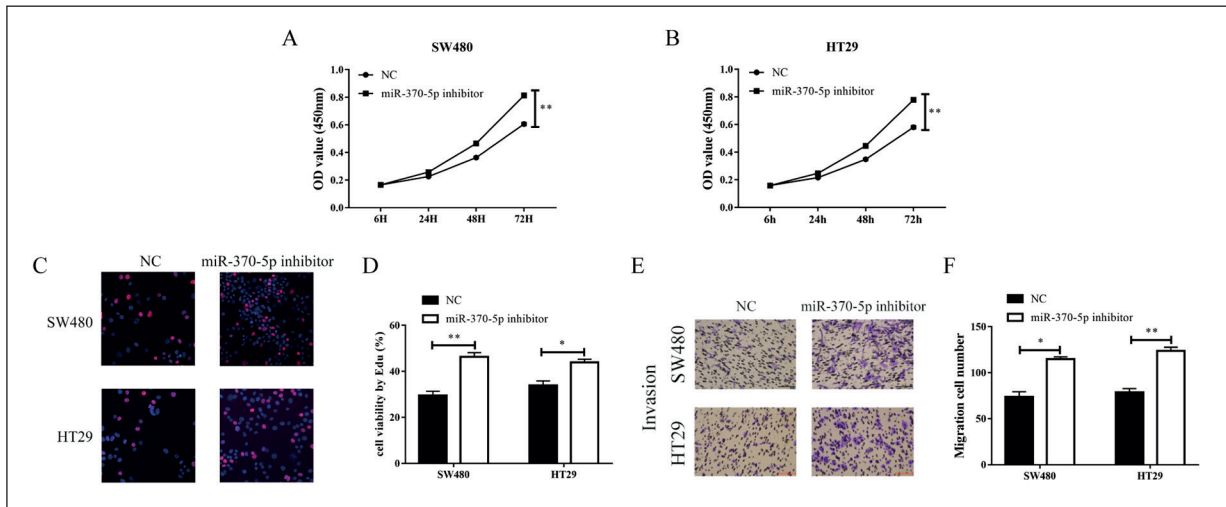 A
SW480
OD value (450nm)
1.0
0.8
0.6
0.4
0.2
0.0
NC
miR-370-5p inhibitor
**
6H 24H 48H 72H
B
HT29
OD value (450nm)
1.0
0.8
0.6
0.4
0.2
0.0
NC
miR-370-5p inhibitor
**
6h 24h 48h 72h
C
NC miR-370-5p inhibitor
SW480
HT29
D
NC
miR-370-5p inhibitor
cell viability by Edu (%)
60
40
20
0
**
*
SW480 HT29
E
NC miR-370-5p inhibitor
Invasion
SW480
HT29
F
NC
miR-370-5p inhibitor
Migration cell number
150
100
50
0
*
**
SW480 HT29